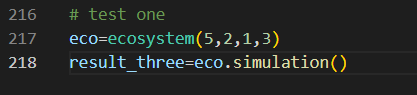 216 # test one
217 eco=ecosystem(5,2,1,3)
218 result_three=eco.simulation()